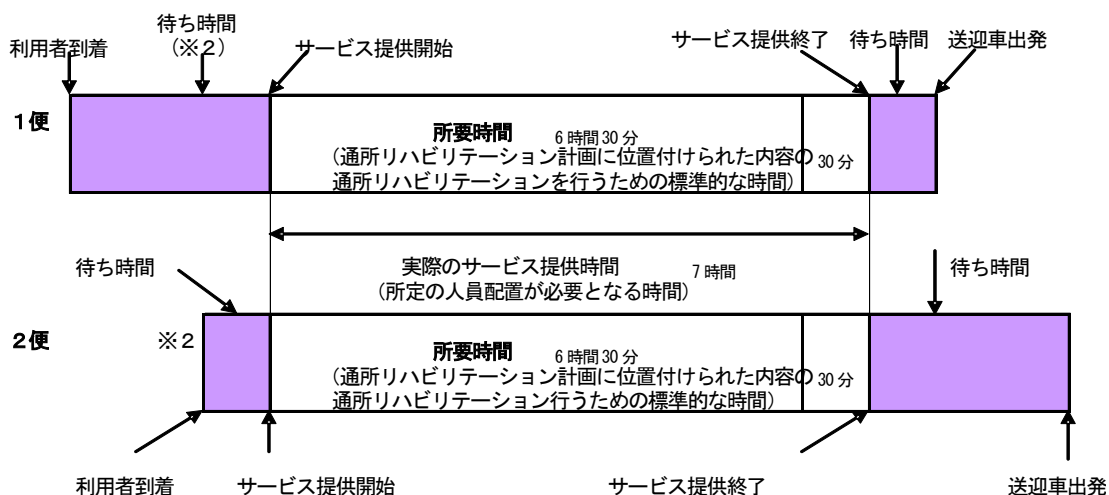 待ち時間
利用者到着 (※2) サービス提供開始 サービス提供終了 待ち時間 送迎車出発
1便
所要時間 6時間30分
(通所リハビリテーション計画に位置付けられた内容の 30分
通所リハビリテーションを行うための標準的な時間)
待ち時間 実際のサービス提供時間 7時間 待ち時間
(所定の人員配置が必要となる時間)
2便 ※2
所要時間 6時間30分
(通所リハビリテーション計画に位置付けられた内容の 30分
通所リハビリテーション行うための標準的な時間)
利用者到着 サービス提供開始 サービス提供終了 送迎車出発